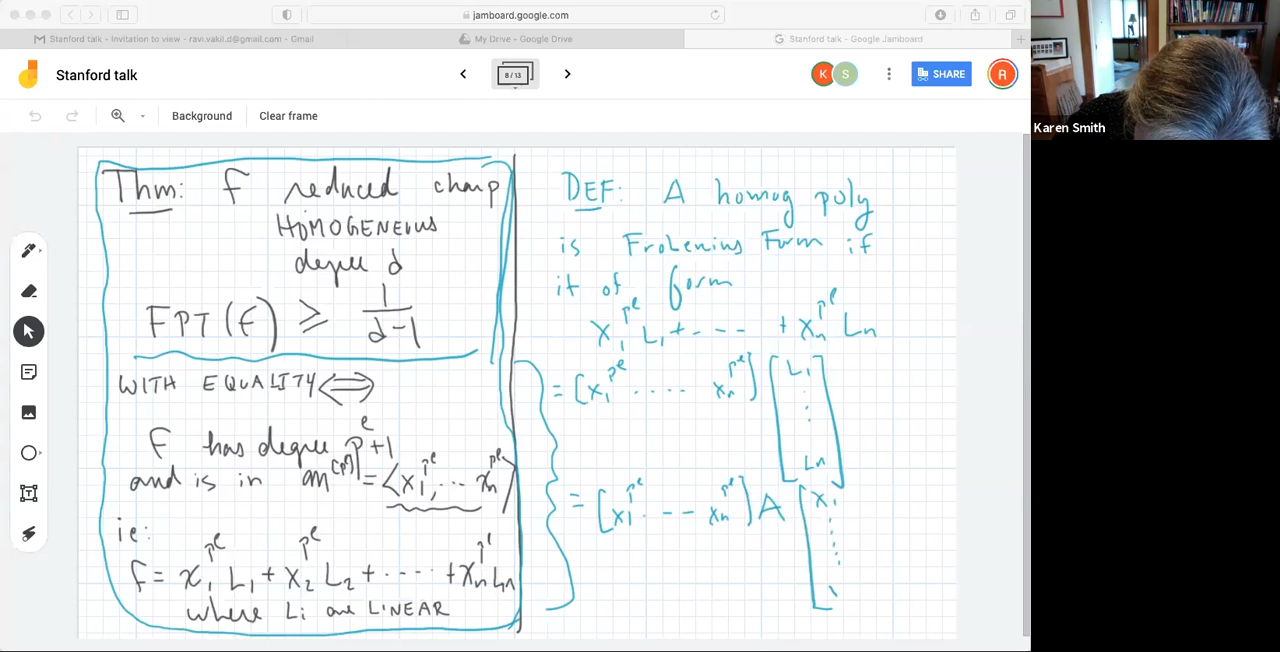 jamboard.google.com
Stanford talk - Invitation to view - ravi.vakil.d@gmail.com - Gmail
My Drive - Google Drive
Stanford talk - Google Jamboard
Stanford talk
8 / 13
K
S
SHARE
R
Background
Clear frame
Karen Smith
Thm: f reduced char p
HOMOGENEOUS
degree d
FPT(f) ≥ 1/(d-1)
WITH EQUALITY ⟺
f has degree p^e+1
and is in m^[p^e] = <x_1^{p^e}, ... x_n^{p^e}>
ie:
f = x_1^{p^e} L_1 + x_2^{p^e} L_2 + ---- + x_n^{p^e} L_n
where Li are LINEAR
DEF: A homog poly
is Frobenius Form if
it of form
x_1^{p^e} L_1 + --- + x_n^{p^e} L_n
= [x_1^{p^e} .... x_n^{p^e}] [L_1 ⋮ L_n]
= [x_1^{p^e} --- x_n^{p^e}] A [x_1 ⋮